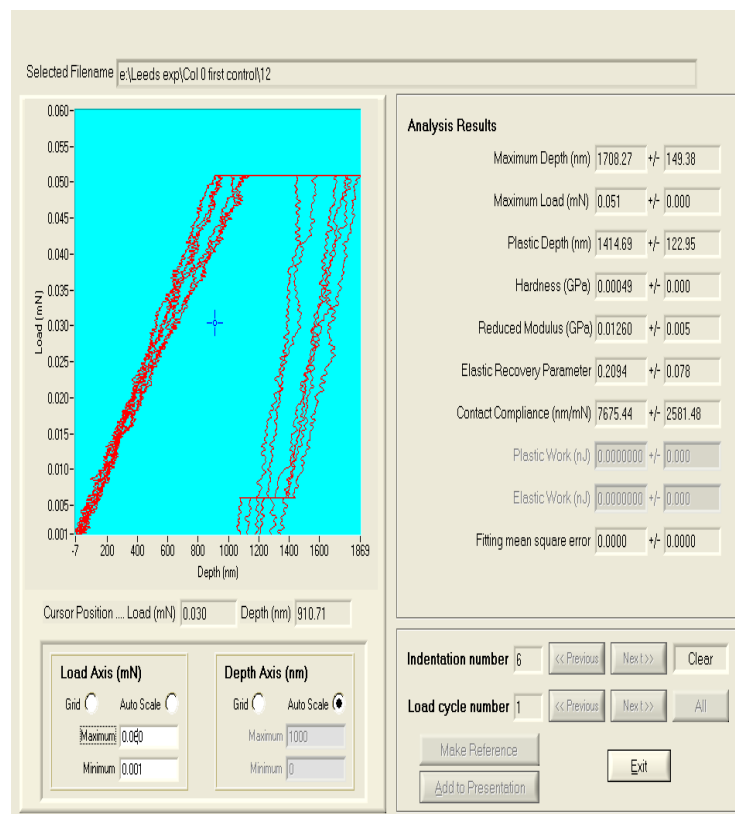 Selected Filename e:\Leeds exp\Col 0 first control\12
0.060
0.055
0.050
0.045
0.040
0.035
0.030
0.025
0.020
0.015
0.010
0.005
0.001
Load (mN)
-7 200 400 600 800 1000 1200 1400 1600 1869
Depth (nm)
Cursor Position .... Load (mN) 0.030 Depth (nm) 910.71
Load Axis (mN)
Grid Auto Scale
Maximum 0.060
Minimum 0.001
Depth Axis (nm)
Grid Auto Scale
Maximum 1000
Minimum 0
Analysis Results
Maximum Depth (nm) 1708.27 +/- 149.38
Maximum Load (mN) 0.051 +/- 0.000
Plastic Depth (nm) 1414.69 +/- 122.95
Hardness (GPa) 0.00049 +/- 0.000
Reduced Modulus (GPa) 0.01260 +/- 0.005
Elastic Recovery Parameter 0.2094 +/- 0.078
Contact Compliance (nm/mN) 7675.44 +/- 2581.48
Plastic Work (nJ) 0.0000000 +/- 0.000
Elastic Work (nJ) 0.0000000 +/- 0.000
Fitting mean square error 0.0000 +/- 0.0000
Indentation number 6 << Previous Next >> Clear
Load cycle number 1 << Previous Next >> All
Make Reference
Add to Presentation
Exit